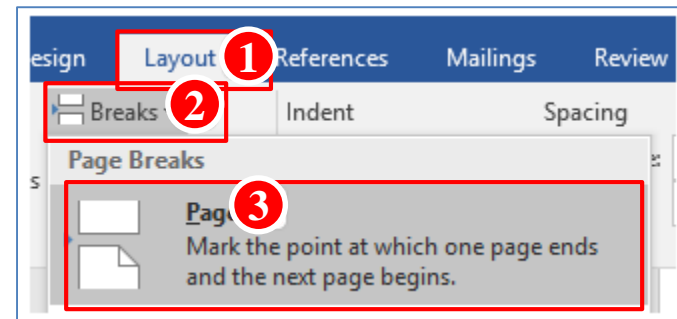 esign Layout 1 References Mailings Review
Breaks 2 Indent Spacing
Page Breaks
s
Page 3
Mark the point at which one page ends
and the next page begins.